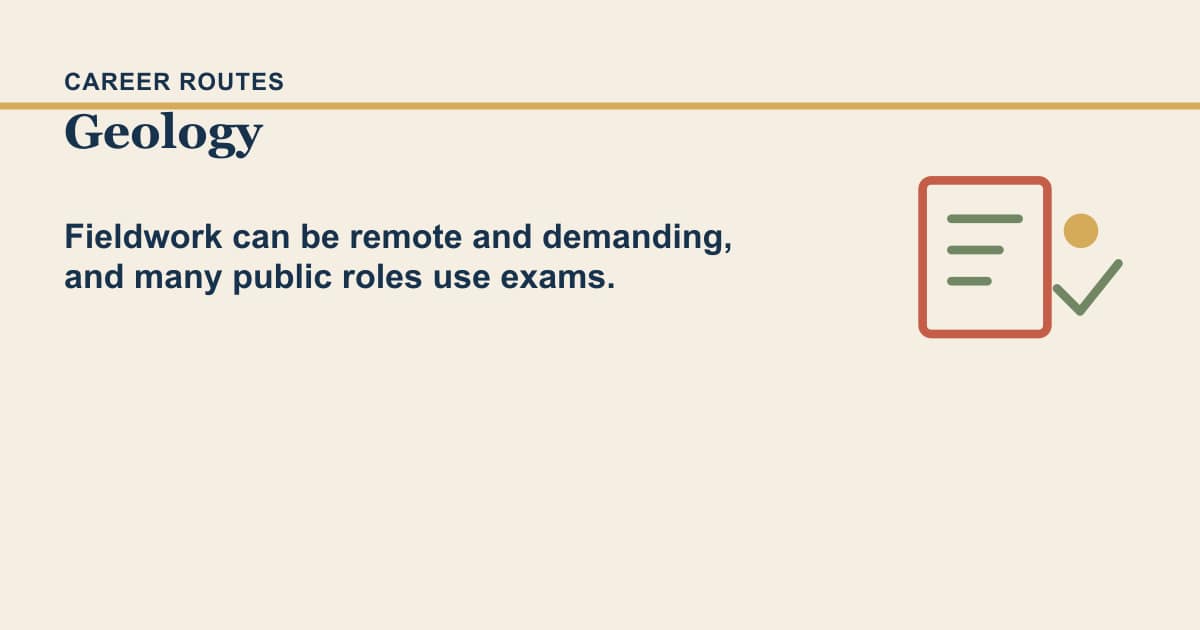 CAREER ROUTES
Geology
Fieldwork can be remote and demanding,
and many public roles use exams.